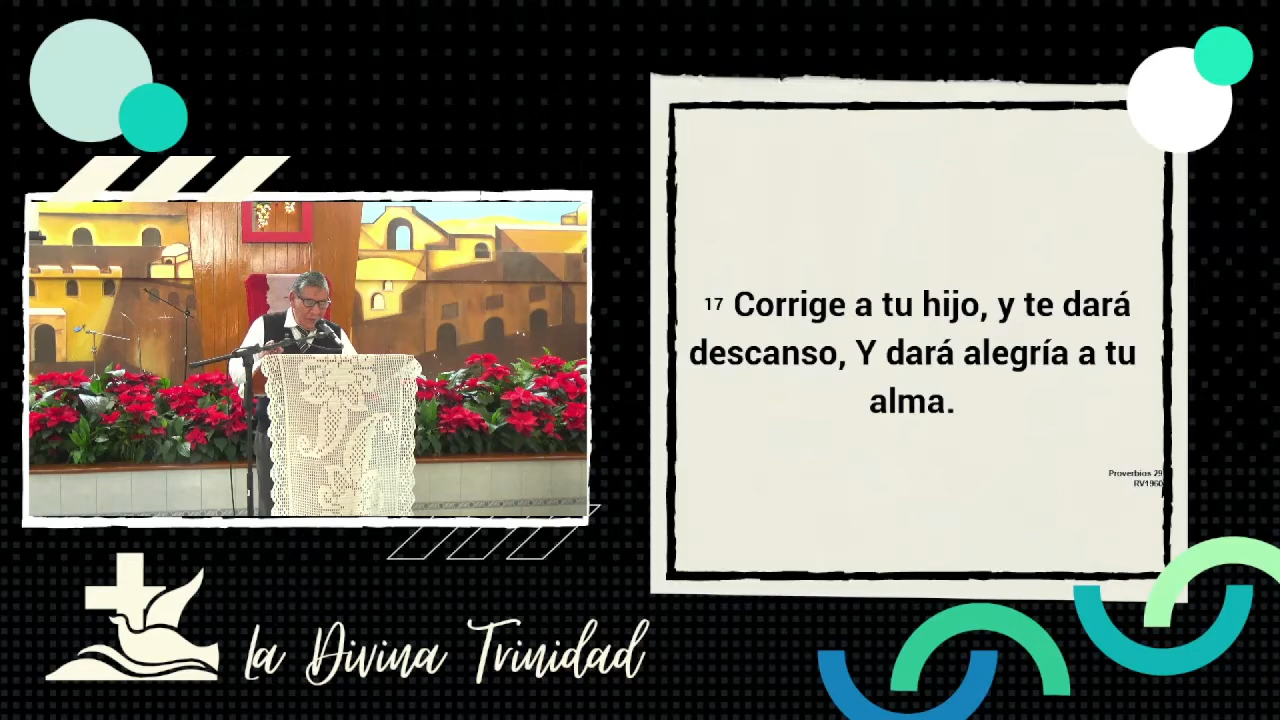 17 Corrige a tu hijo, y te dará
descanso, Y dará alegría a tu
alma.
Proverbios 29
RV1960
La Divina Trinidad